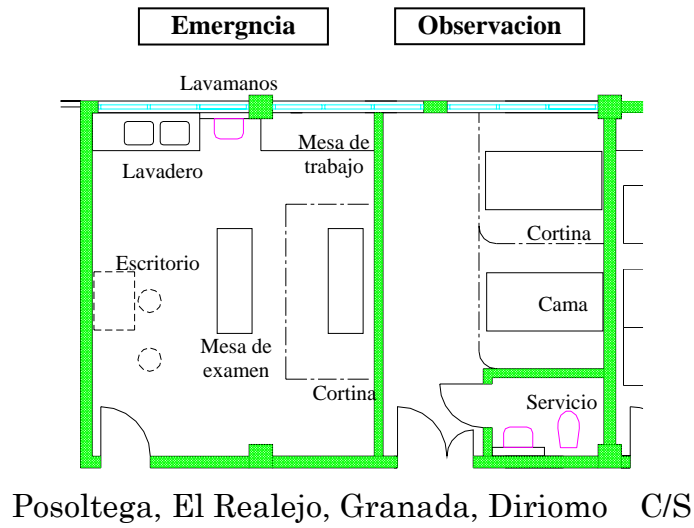 Emergncia
Observacion
Lavamanos
Mesa de
trabajo
Lavadero
Cortina
Escritorio
Cama
Mesa de
examen
Cortina
Servicio
Posoltega, El Realejo, Granada, Diriomo C/S